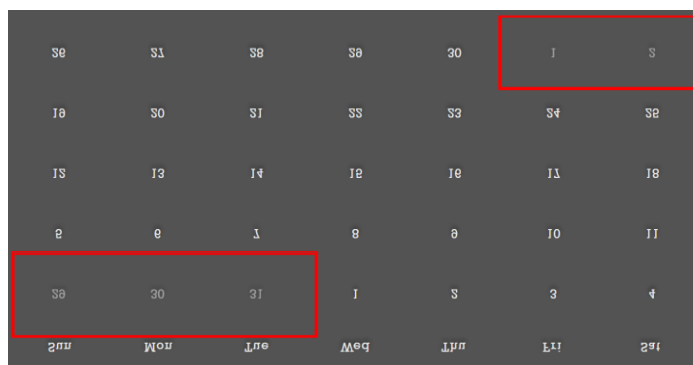 Sun Mon Tue Wed Thu Fri Sat
29 30 31 1 2 3 4
5 6 7 8 9 10 11
12 13 14 15 16 17 18
19 20 21 22 23 24 25
26 27 28 29 30 1 2